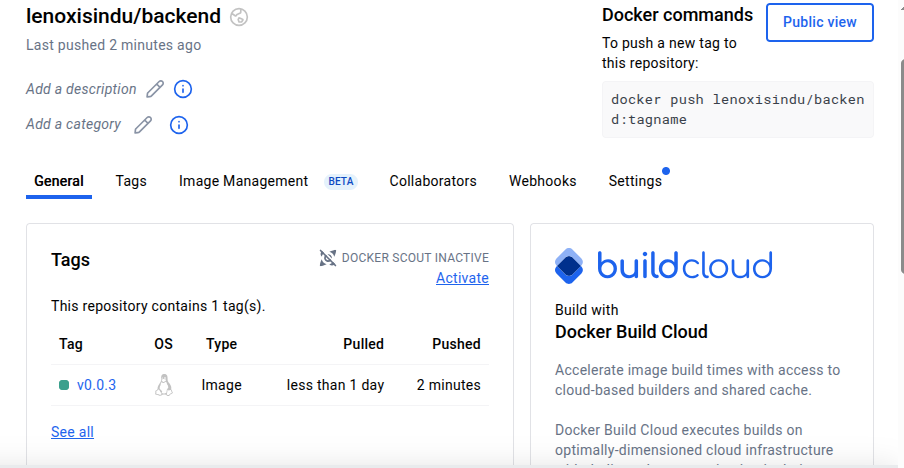 lenoxisindu/backend
Last pushed 2 minutes ago
Add a description
Add a category
Docker commands
Public view
To push a new tag to
this repository:
docker push lenoxisindu/backen
d:tagname
General
Tags
Image Management
BETA
Collaborators
Webhooks
Settings
Tags
DOCKER SCOUT INACTIVE
Activate
This repository contains 1 tag(s).
Tag OS Type Pulled Pushed
v0.0.3 Image less than 1 day 2 minutes
See all
buildcloud
Build with
Docker Build Cloud
Accelerate image build times with access to
cloud-based builders and shared cache.
Docker Build Cloud executes builds on
optimally-dimensioned cloud infrastructure